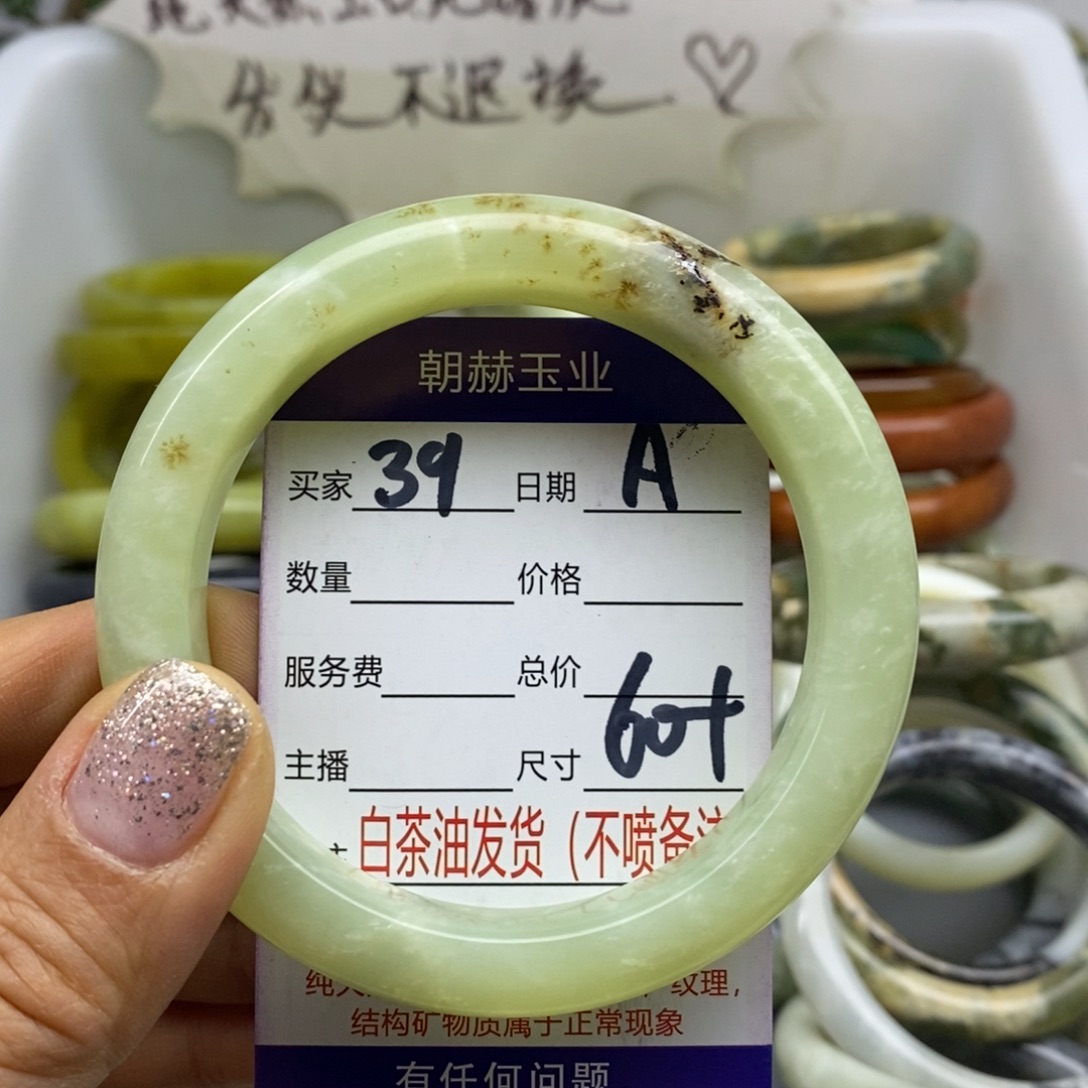 售货不退换
朝赫玉业
买家 39 日期 A
数量 价格
服务费 总价
主播 尺寸 60+
白茶油发货（不喷备注
纹理，
结构矿物质属于正常现象
有任何问题